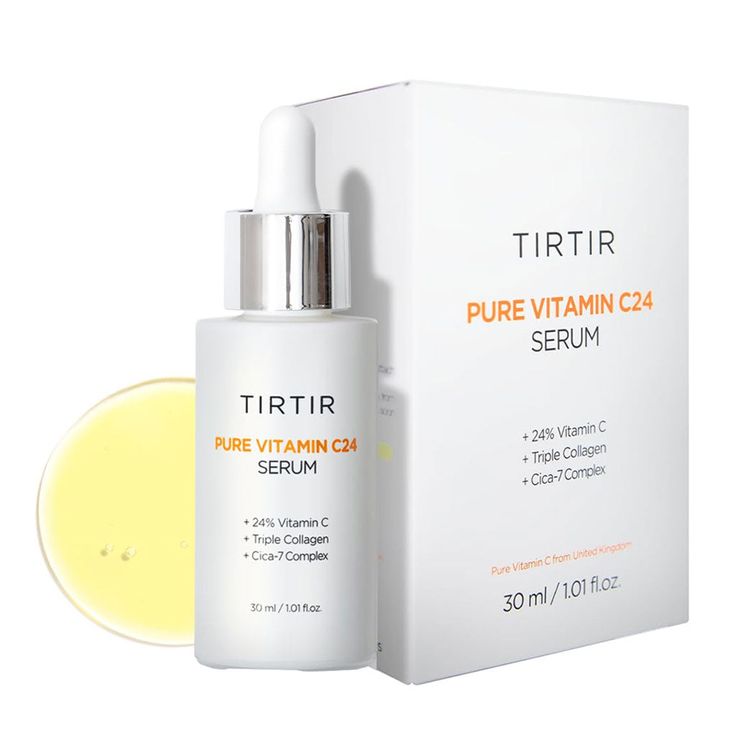 TIRTIR
PURE VITAMIN C24
SERUM
+ 24% Vitamin C
+ Triple Collagen
+ Cica-7 Complex
30 ml / 1.01 fl.oz.
TIRTIR
PURE VITAMIN C24
SERUM
+ 24% Vitamin C
+ Triple Collagen
+ Cica-7 Complex
Pure Vitamin C from United Kingdom
30 ml / 1.01 fl.oz.